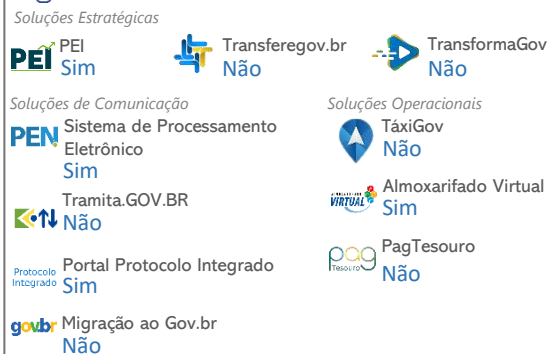 Soluções Estratégicas
PEI PEI
Sim
Transferegov.br
Não
TransformaGov
Não
Soluções de Comunicação
PEN Sistema de Processamento
Eletrônico
Sim
Tramita.GOV.BR
Não
Protocolo
Integrado
Portal Protocolo Integrado
Sim
gov.br Migração ao Gov.br
Não
Soluções Operacionais
TáxiGov
Não
VIRTUAL
Almoxarifado Virtual
Sim
pag
Tesouro
PagTesouro
Não